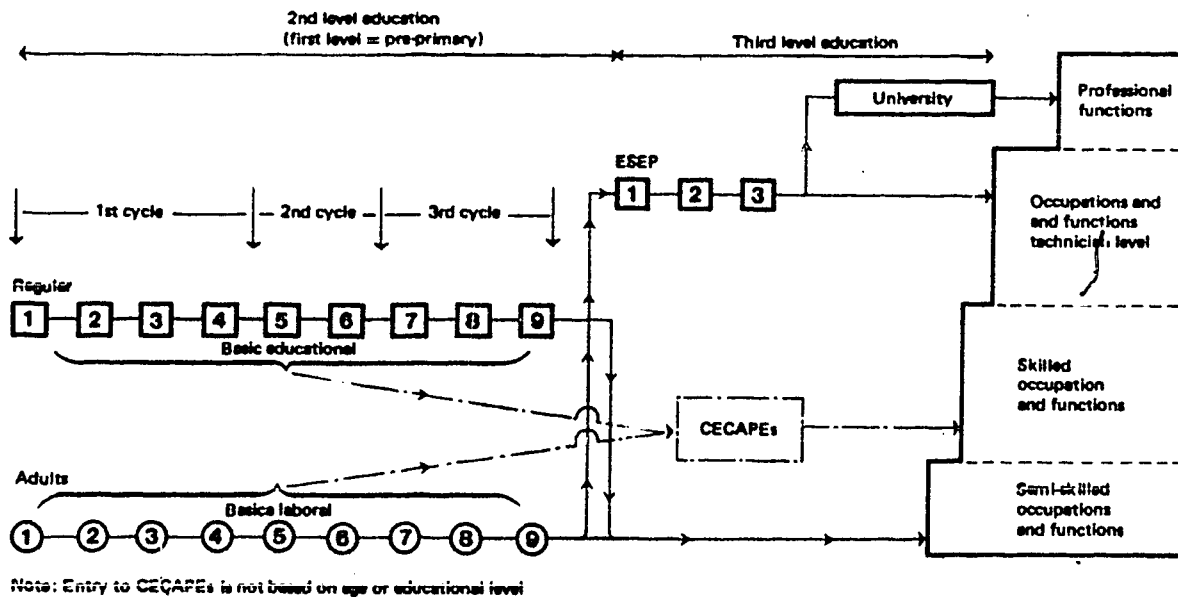 2nd level education
(first level = pre-primary)
Third level education
University
Professional
functions
ESEP
1 2 3
Occupations and
and functions
technician level
1st cycle 2nd cycle 3rd cycle
Regular
1 2 3 4 5 6 7 8 9
Basic educational
Skilled
occupation
and functions
CECAPEs
Adults
Basica laboral
1 2 3 4 5 6 7 8 9
Semi-skilled
occupations
and functions
Note: Entry to CECAPEs is not based on age or educational level